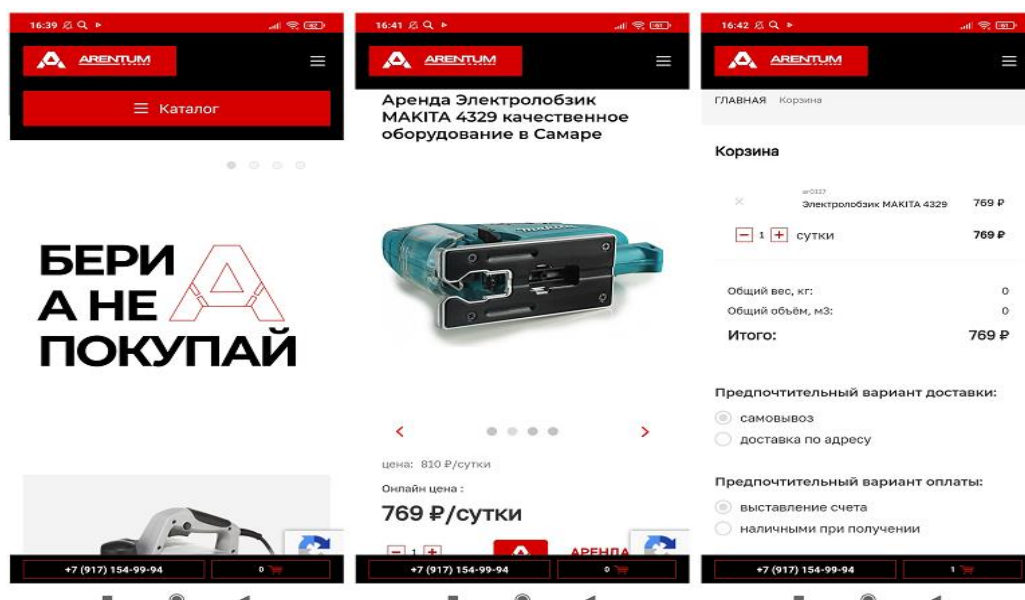 16:39
62
ARENTUM
Каталог
БЕРИ
А НЕ
ПОКУПАЙ
+7 (917) 154-99-94
0
16:41
61
ARENTUM
Аренда Электролобзик
MAKITA 4329 качественное
оборудование в Самаре
цена: 810 ₽/сутки
Онлайн цена :
769 ₽/сутки
1
АРЕНДА
+7 (917) 154-99-94
0
16:42
61
ARENTUM
ГЛАВНАЯ Корзина
Корзина
Электролобзик MAKITA 4329 769 ₽
1 сутки 769 ₽
Общий вес, кг: 0
Общий объём, м3: 0
Итого: 769 ₽
Предпочтительный вариант доставки:
самовывоз
доставка по адресу
Предпочтительный вариант оплаты:
выставление счета
наличными при получении
+7 (917) 154-99-94
1